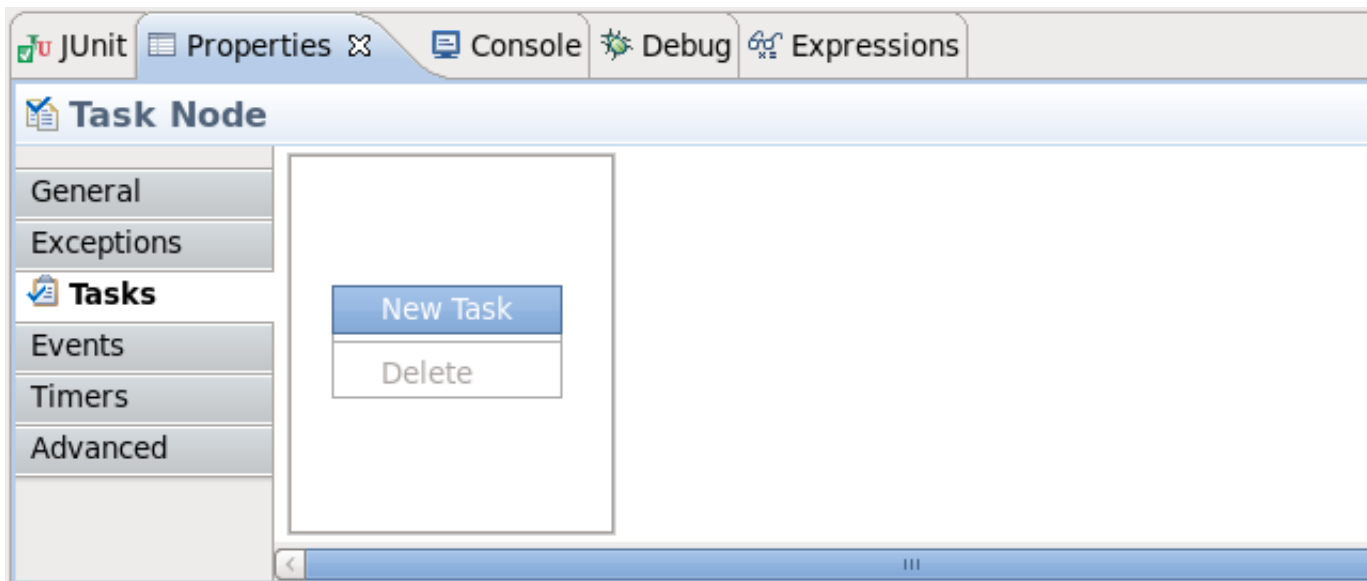 JUnit Properties Console Debug Expressions
Task Node
General
Exceptions
Tasks
Events
Timers
Advanced
New Task
Delete